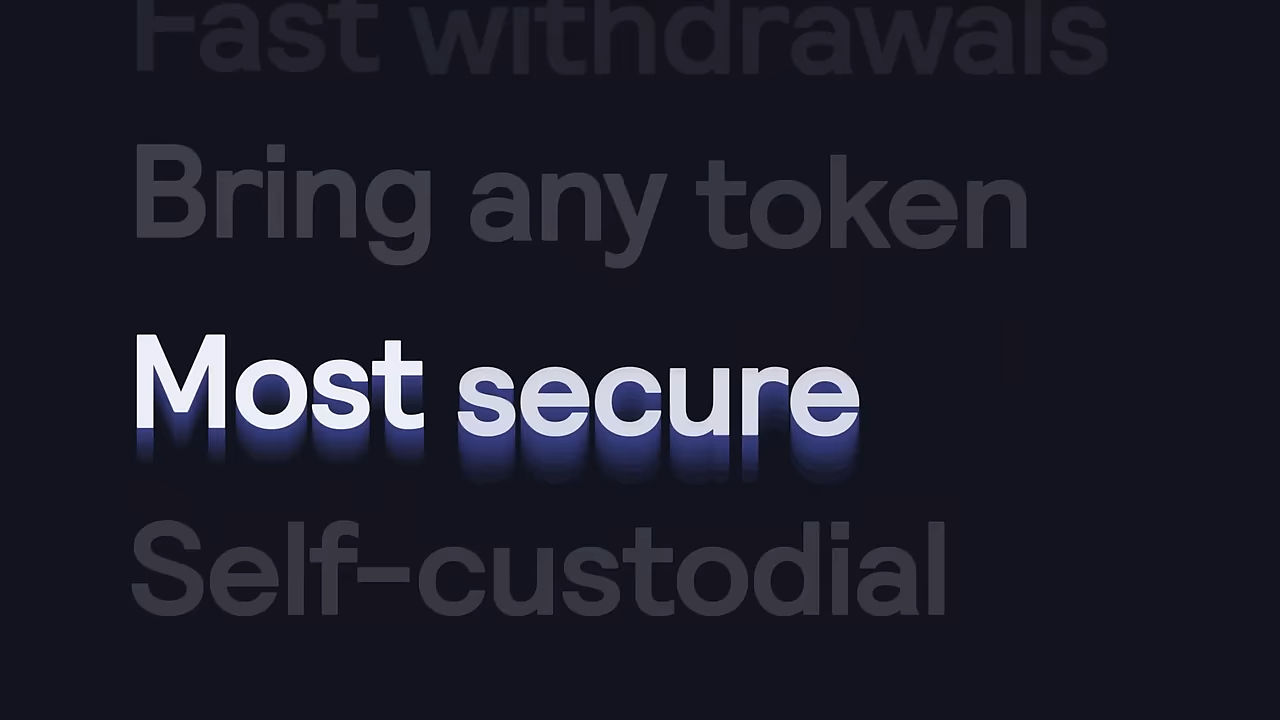 Fast withdrawals
Bring any token
Most secure
Self-custodial